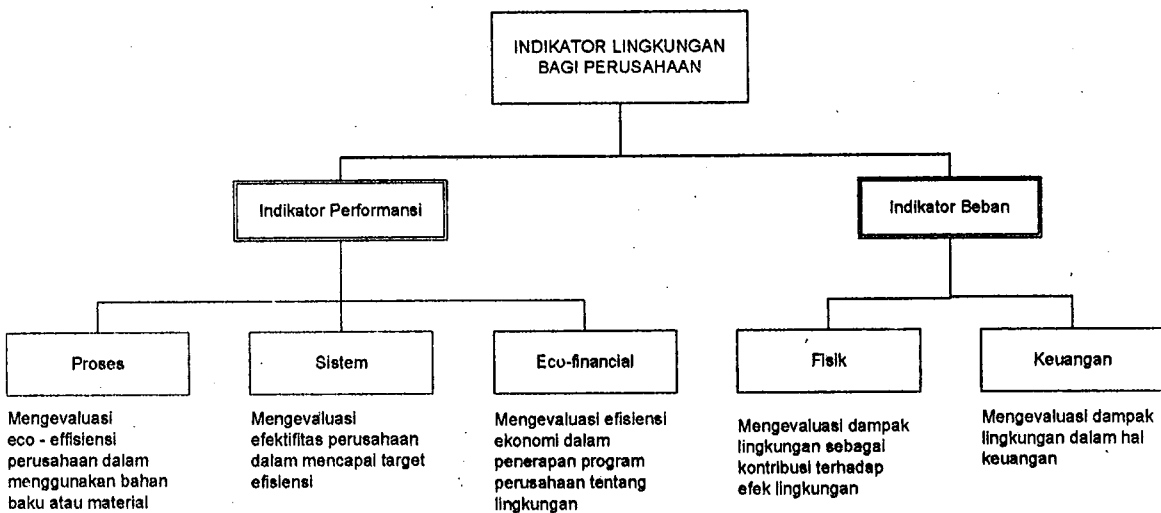 INDIKATOR LINGKUNGAN
BAGI PERUSAHAAN
Indikator Performansi
Indikator Beban
Proses
Sistem
Eco-financial
Fisik
Keuangan
Mengevaluasi
eco - effisiensi
perusahaan dalam
menggunakan bahan
baku atau material
Mengevaluasi
efektifitas perusahaan
dalam mencapai target
efisiensi
Mengevaluasi efisiensi
ekonomi dalam
penerapan program
perusahaan tentang
lingkungan
Mengevaluasi dampak
lingkungan sebagai
kontribusi terhadap
efek lingkungan
Mengevaluasi dampak
lingkungan dalam hal
keuangan